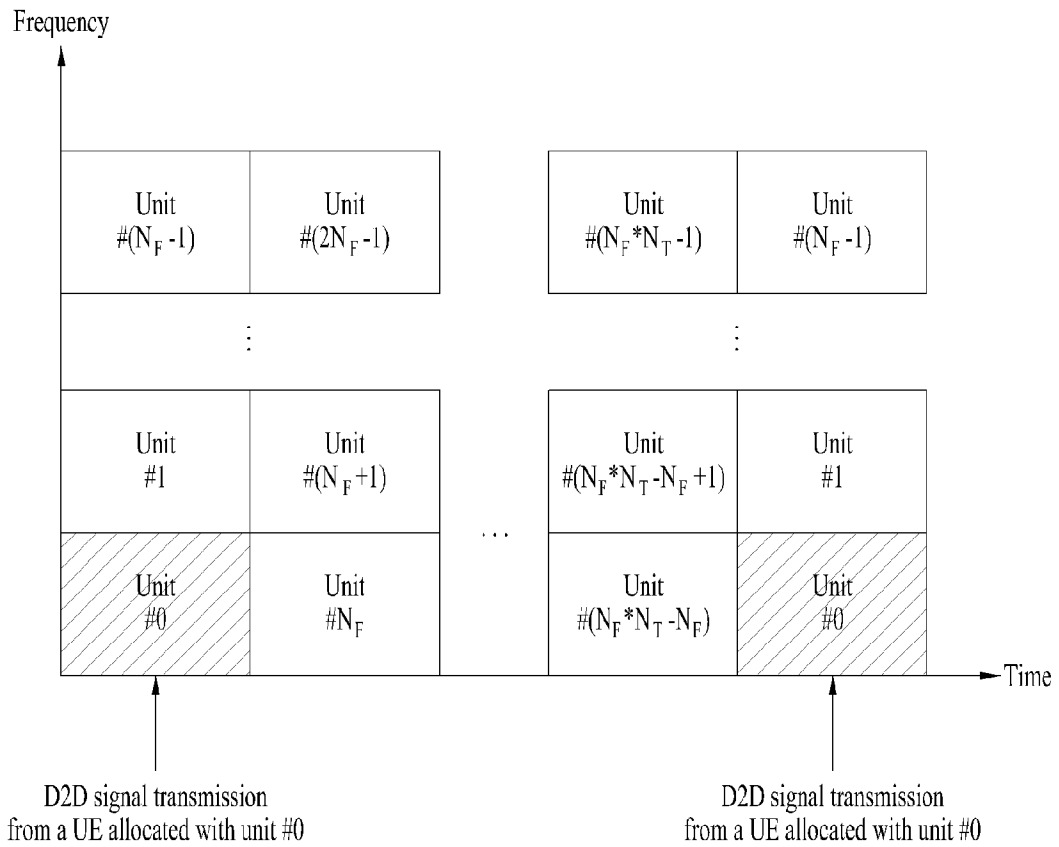 Frequency
Unit
#(N_F -1)
Unit
#(2N_F -1)
Unit
#(N_F*N_T -1)
Unit
#(N_F -1)
⋮
⋮
Unit
#1
Unit
#(N_F +1)
Unit
#(N_F*N_T -N_F +1)
Unit
#1
Unit
#0
Unit
#N_F
...
Unit
#(N_F*N_T -N_F)
Unit
#0
Time
D2D signal transmission
from a UE allocated with unit #0
D2D signal transmission
from a UE allocated with unit #0